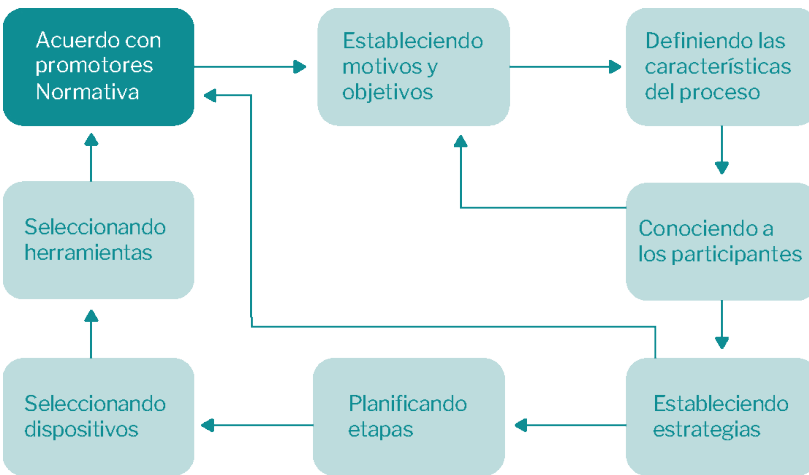 Acuerdo con
promotores
Normativa
Estableciendo
motivos y
objetivos
Definiendo las
características
del proceso
Conociendo a
los participantes
Estableciendo
estrategias
Planificando
etapas
Seleccionando
dispositivos
Seleccionando
herramientas